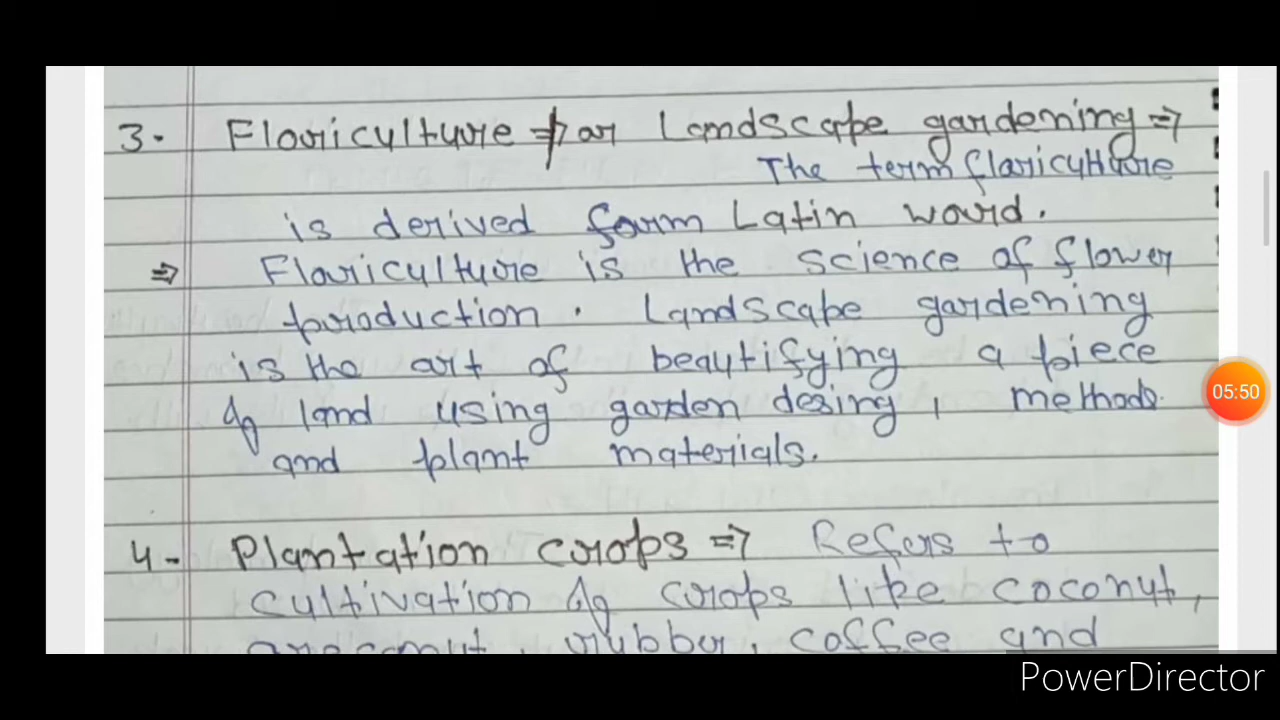 3. Floriculture ⇒ or Landscape gardening ⇒
The term floriculture
is derived form Latin word.
⇒ Floriculture is the science of flower
production. Landscape gardening
is the art of beautifying a piece
of land using garden desing, methods
and plant materials.
05:50
4- Plantation crops ⇒ Refers to
cultivation of crops like coconut,
rubber, coffee and
PowerDirector